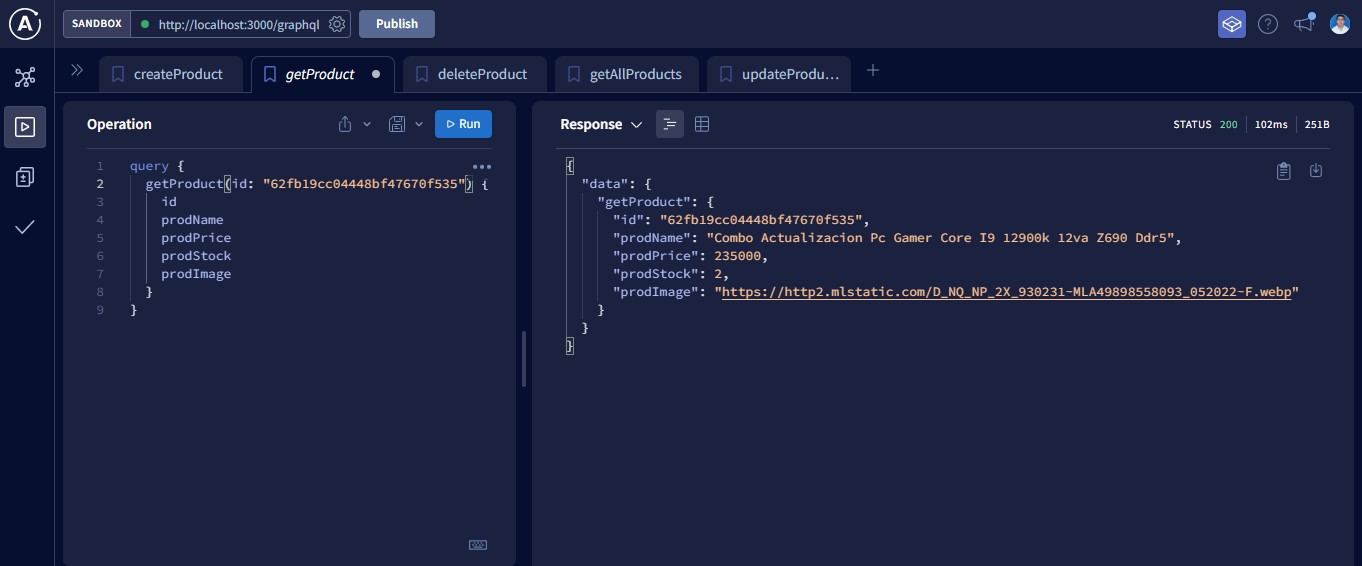 SANDBOX http://localhost:3000/graphql Publish
createProduct getProduct deleteProduct getAllProducts updateProdu…
Operation Run
Response STATUS 200 102ms 251B
1 query {
2 getProduct(id: "62fb19cc04448bf47670f535") {
3 id
4 prodName
5 prodPrice
6 prodStock
7 prodImage
8 }
9 }
{
"data": {
"getProduct": {
"id": "62fb19cc04448bf47670f535",
"prodName": "Combo Actualizacion Pc Gamer Core I9 12900k 12va Z690 Ddr5",
"prodPrice": 235000,
"prodStock": 2,
"prodImage": "https://http2.mlstatic.com/D_NQ_NP_2X_930231-MLA49898558093_052022-F.webp"
}
}
}